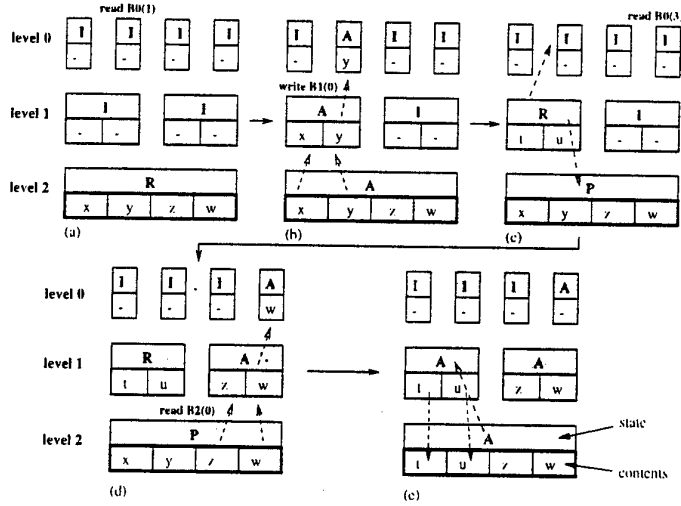 read B0(1)
read B0(3)
level 0
I I I I
- - - -
I A I I
- y - -
I I I I
- - - -
write B1(0)
level 1
I I
- - - -
A I
x y - -
R I
t u - -
level 2
R
x y z w
A
x y z w
P
x y z w
(a)
(b)
(c)
level 0
I I I A
- - - w
I I I A
- - - -
level 1
R A
t u z w
A A
t u z w
read B2(0)
level 2
P
x y z w
A
t u z w
state
contents
(d)
(e)